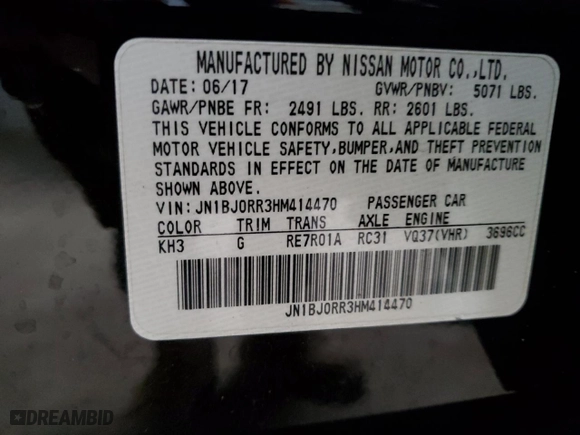 MANUFACTURED BY NISSAN MOTOR CO.,LTD.
DATE: 06/17 GVWR/PNBV: 5071 LBS.
GAWR/PNBE FR: 2491 LBS. RR: 2601 LBS.
THIS VEHICLE CONFORMS TO ALL APPLICABLE FEDERAL
MOTOR VEHICLE SAFETY,BUMPER,AND THEFT PREVENTION
STANDARDS IN EFFECT ON THE DATE OF MANUFACTURE
SHOWN ABOVE.
VIN: JN1BJ0RR3HM414470 PASSENGER CAR
COLOR TRIM TRANS AXLE ENGINE
KH3 G RE7R01A RC31 VQ37(VHR) 3696CC
JN1BJ0RR3HM414470
DREAMBID